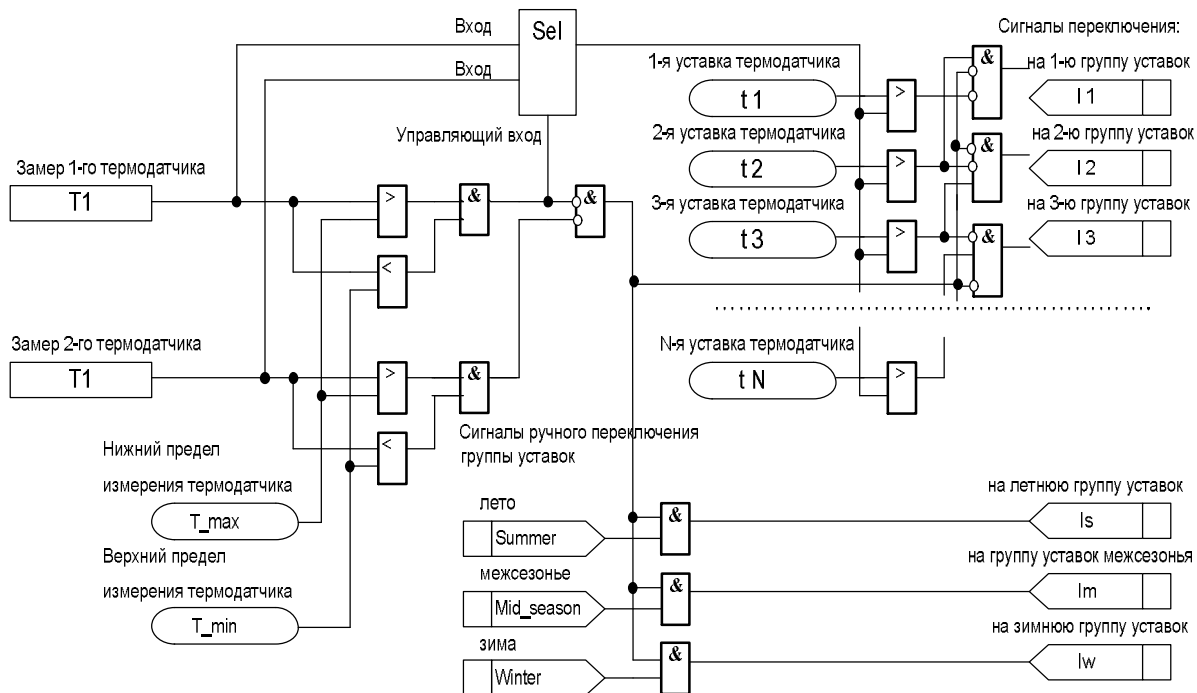 Вход
Sel
Вход
Управляющий вход
Сигналы переключения:
1-я уставка термодатчика
t1
>
&
на 1-ю группу уставок
I1
2-я уставка термодатчика
t2
>
&
на 2-ю группу уставок
I2
3-я уставка термодатчика
t3
>
&
на 3-ю группу уставок
I3
Замер 1-го термодатчика
T1
>
&
&
<
Замер 2-го термодатчика
T1
>
&
<
N-я уставка термодатчика
tN
>
Нижний предел
измерения термодатчика
T_max
Верхний предел
измерения термодатчика
T_min
Сигналы ручного переключения
группы уставок
лето
Summer
&
на летнюю группу уставок
Is
межсезонье
Mid_season
&
на группу уставок межсезонья
Im
зима
Winter
&
на зимнюю группу уставок
Iw